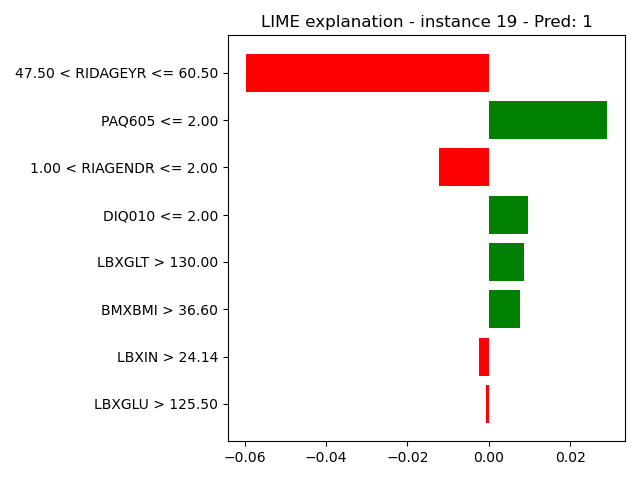 LIME explanation - instance 19 - Pred: 1
47.50 < RIDAGEYR <= 60.50
PAQ605 <= 2.00
1.00 < RIAGENDR <= 2.00
DIQ010 <= 2.00
LBXGLT > 130.00
BMXBMI > 36.60
LBXIN > 24.14
LBXGLU > 125.50
−0.06 −0.04 −0.02 0.00 0.02